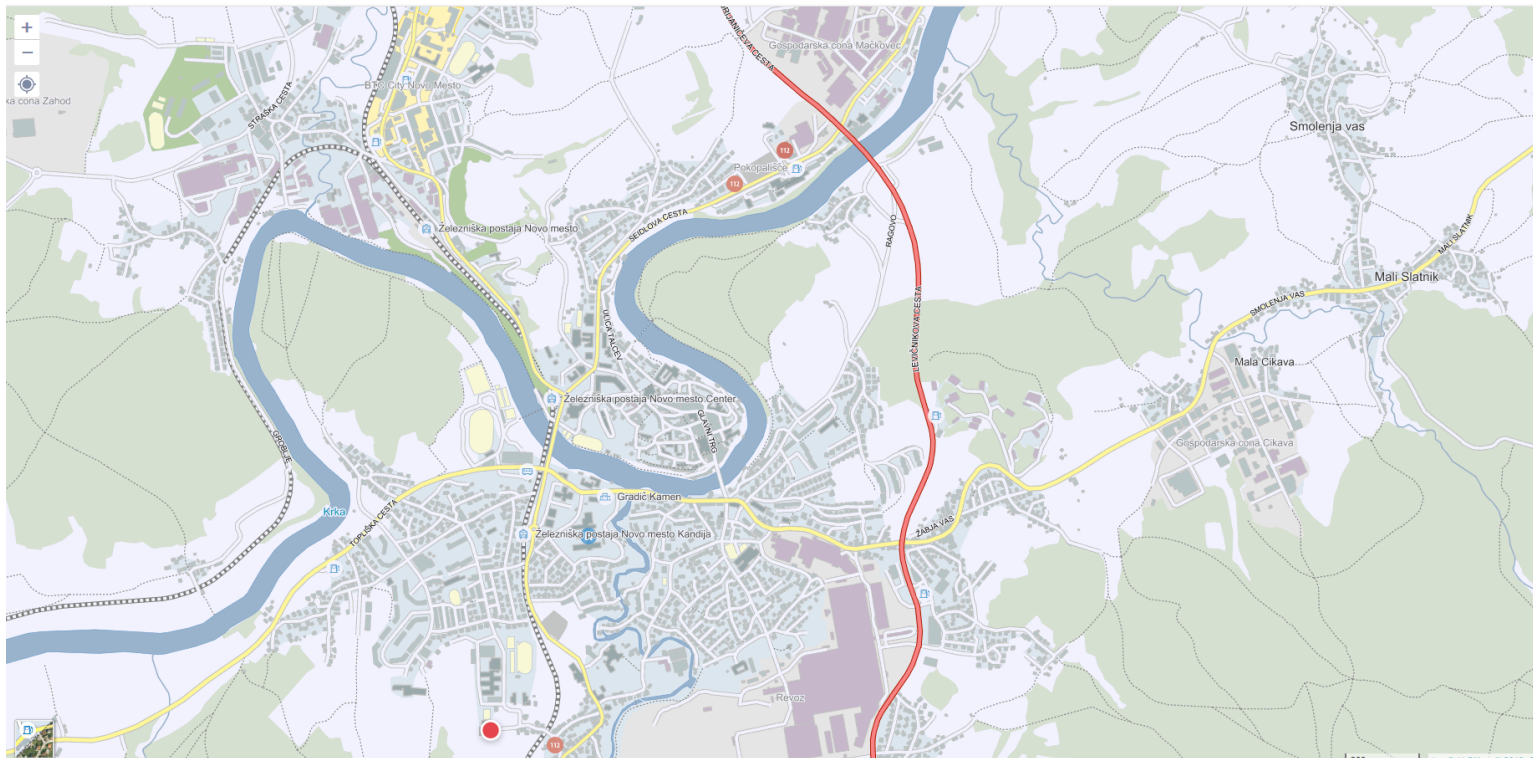 +
−
RJANIČEVA CESTA
Gospodarska cona Mačkovec
BTC City Novo Mesto
ka cona Zahod
STRAŠKA CESTA
Smolenja vas
112
Pokopališče
112
SEIDLOVA CESTA
Železniška postaja Novo mesto
RAGOVO
MALI SLATNIK
Mali Slatnik
SMOLENJA VAS
ULICA TALCEV
LEVIČNIKOVA CESTA
Mala Cikava
Železniška postaja Novo mesto Center
GLAVNI TRG
GROBLJE
Gospodarska cona Cikava
Gradič Kamen
Krka
TOPLIŠKA CESTA
ŽABJA VAS
Železniška postaja Novo mesto Kandija
Revoz
112